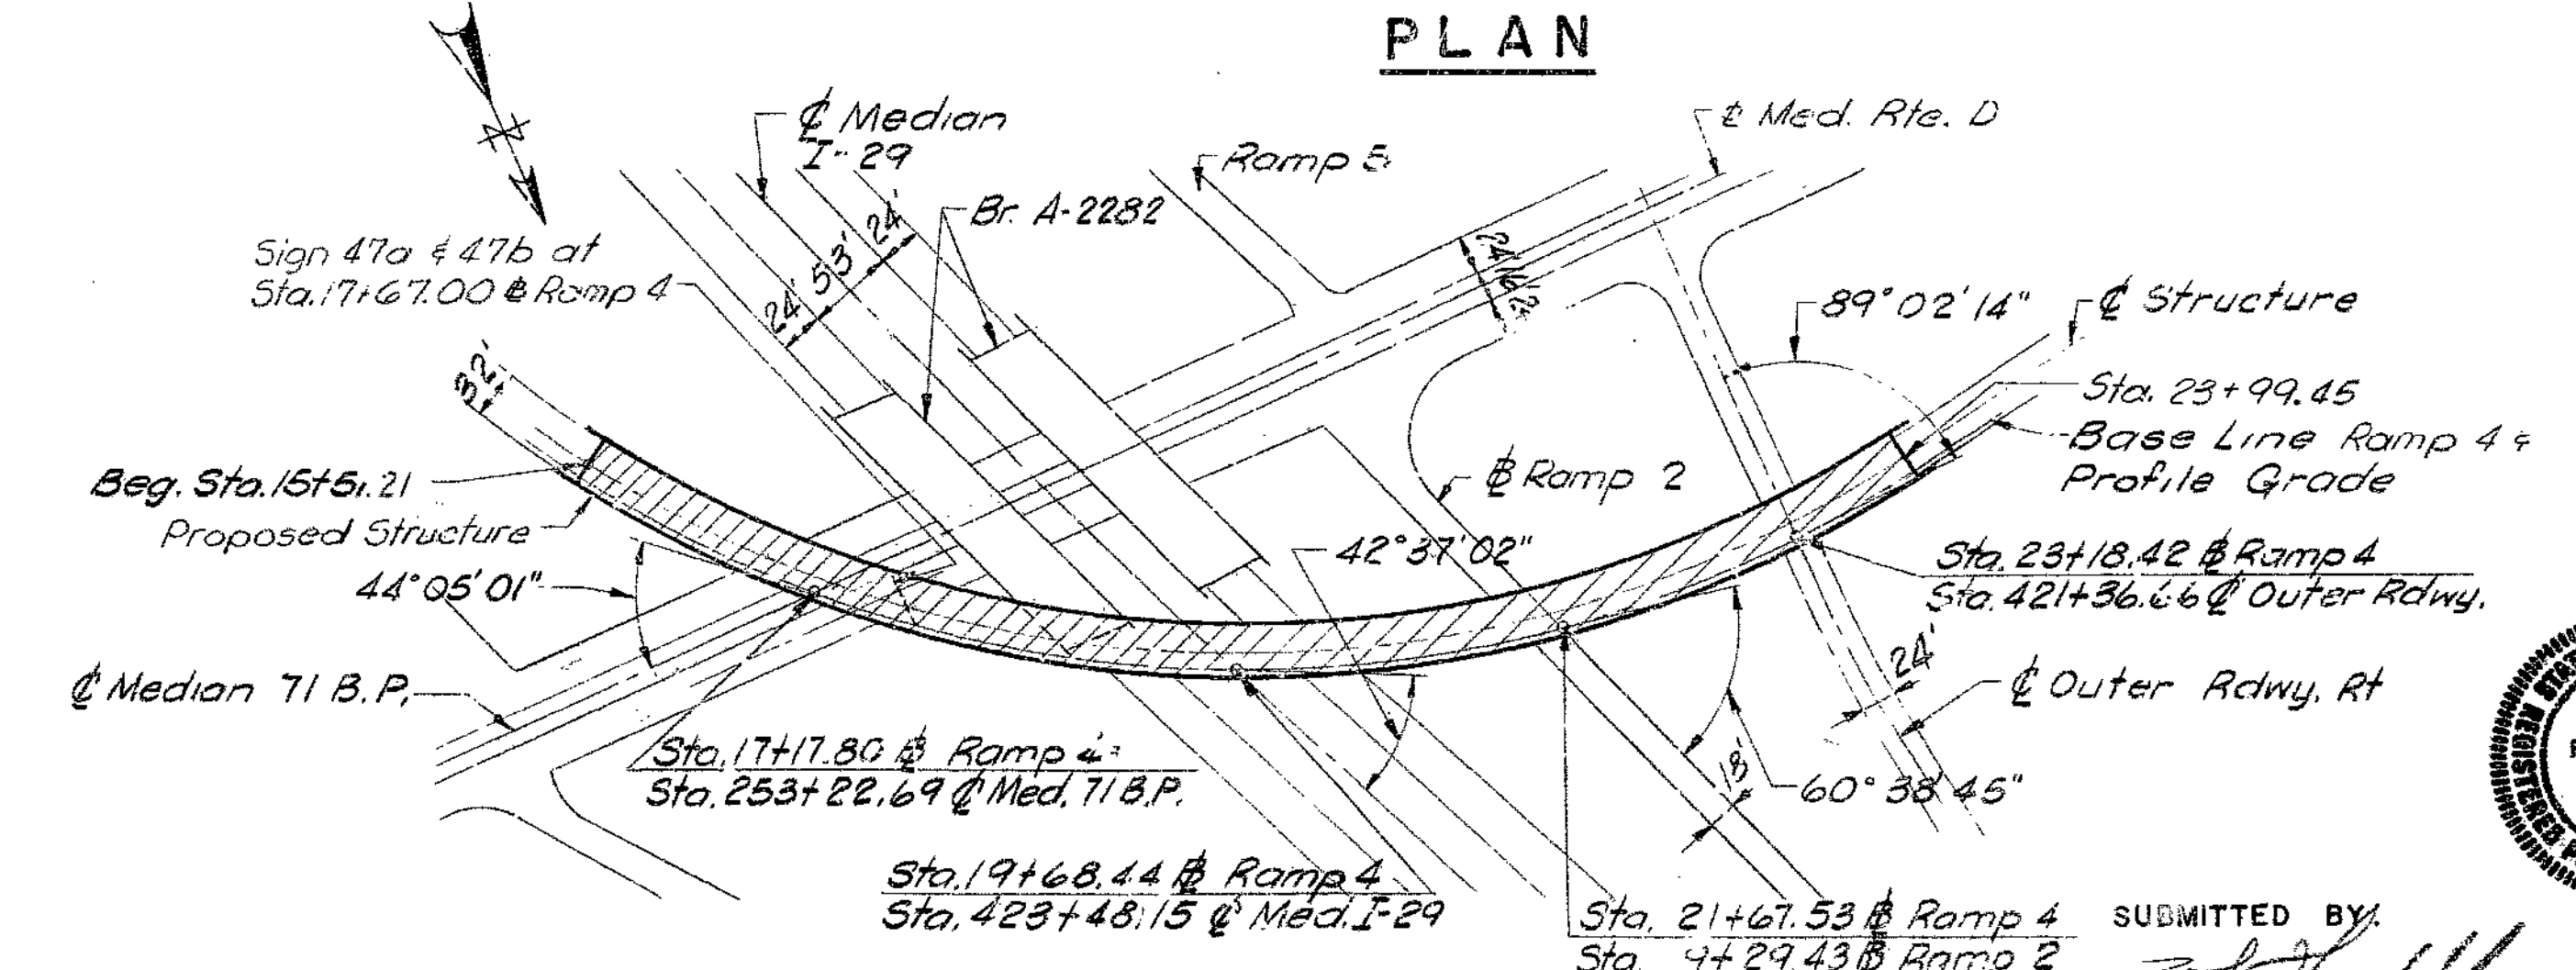 PLAN
℄ Median
I-29
Ramp 5
℄ Med. Rte. D
Br. A-2282
Sign 47a & 47b at
Sta. 17+67.00 ⅊ Ramp 4
24' 53' 24'
24' 16'
32'
89°02'14"
℄ Structure
Sta. 23+99.45
Base Line Ramp 4 &
Profile Grade
Beg. Sta. 15+51.21
Proposed Structure
⅊ Ramp 2
42°37'02"
44°05'01"
Sta. 23+18.42 ⅊ Ramp 4
Sta. 421+36.66 ℄ Outer Rdwy.
24'
℄ Median 71 B.P.
℄ Outer Rdwy. Rt
Sta. 17+17.80 ⅊ Ramp 4=
Sta. 253+22.69 ℄ Med. 71 B.P.
18'
60°38'45"
Sta. 19+68.44 ⅊ Ramp 4
Sta. 423+48.15 ℄ Med. I-29
Sta. 21+67.53 ⅊ Ramp 4
Sta. 9+29.43 ⅊ Ramp 2
SUBMITTED BY:
REGISTERED